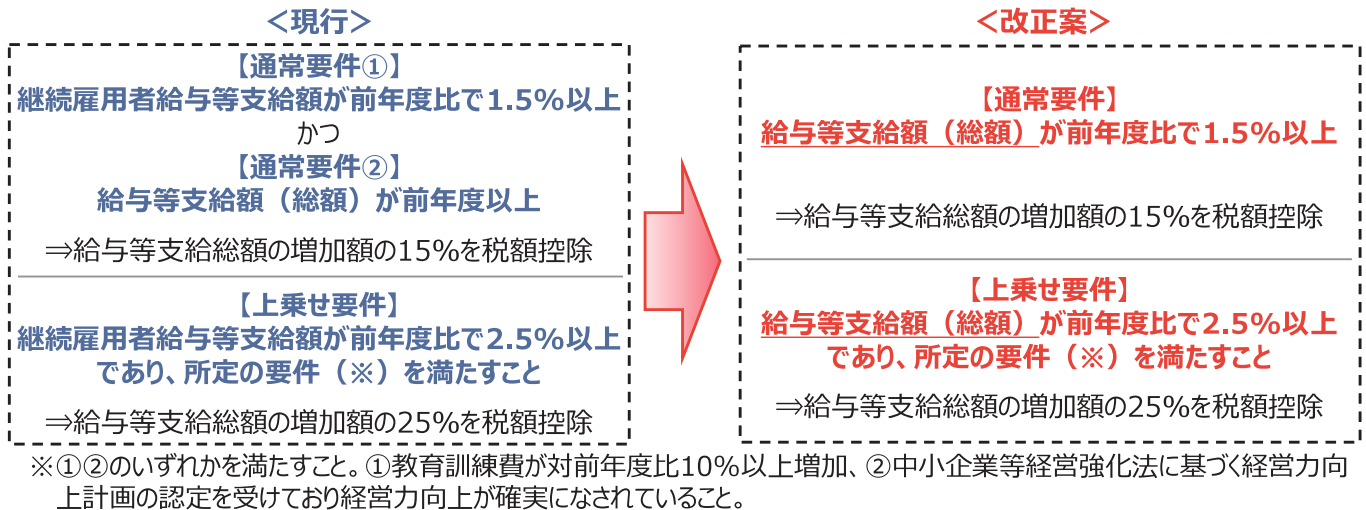 ＜現行＞
【通常要件①】
継続雇用者給与等支給額が前年度比で1.5%以上
かつ
【通常要件②】
給与等支給額（総額）が前年度以上
⇒給与等支給総額の増加額の15%を税額控除
【上乗せ要件】
継続雇用者給与等支給額が前年度比で2.5%以上
であり、所定の要件（※）を満たすこと
⇒給与等支給総額の増加額の25%を税額控除
＜改正案＞
【通常要件】
給与等支給額（総額）が前年度比で1.5%以上
⇒給与等支給総額の増加額の15%を税額控除
【上乗せ要件】
給与等支給額（総額）が前年度比で2.5%以上
であり、所定の要件（※）を満たすこと
⇒給与等支給総額の増加額の25%を税額控除
※①②のいずれかを満たすこと。①教育訓練費が対前年度比10%以上増加、②中小企業等経営強化法に基づく経営力向
上計画の認定を受けており経営力向上が確実になされていること。